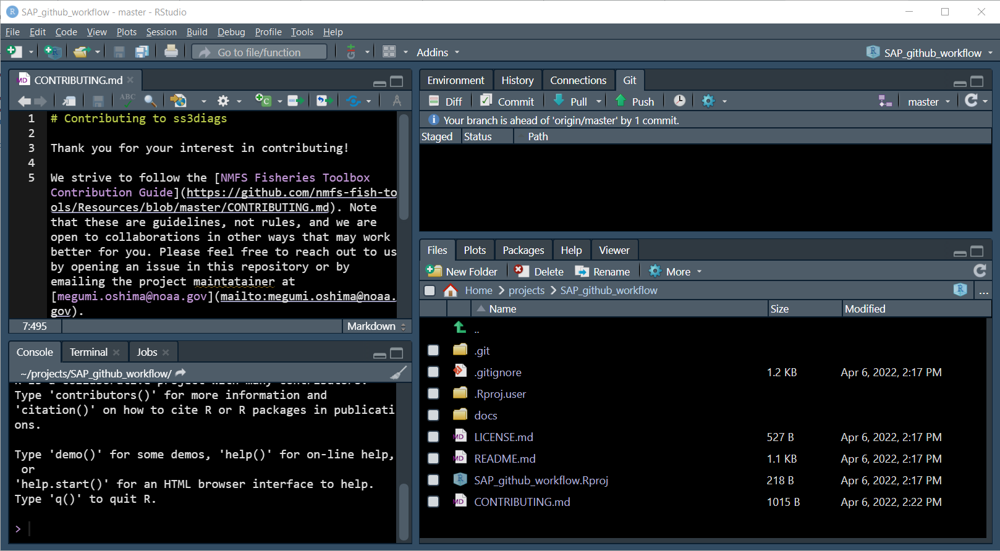 SAP_github_workflow - master - RStudio
File Edit Code View Plots Session Build Debug Profile Tools Help
Go to file/function Addins SAP_github_workflow
CONTRIBUTING.md
ABC
1 # Contributing to ss3diags
2
3 Thank you for your interest in contributing!
4
5 We strive to follow the [NMFS Fisheries Toolbox
Contribution Guide](https://github.com/nmfs-fish-to
ols/Resources/blob/master/CONTRIBUTING.md). Note
that these are guidelines, not rules, and we are
open to collaborations in other ways that may work
better for you. Please feel free to reach out to us
by opening an issue in this repository or by
emailing the project maintatainer at
[megumi.oshima@noaa.gov](mailto:megumi.oshima@noaa.
gov).
7:495 Markdown
Console Terminal Jobs
~/projects/SAP_github_workflow/
R is a collaborative project with many contributors.
Type 'contributors()' for more information and
'citation()' on how to cite R or R packages in publicati
ons.
Type 'demo()' for some demos, 'help()' for on-line help,
or
'help.start()' for an HTML browser interface to help.
Type 'q()' to quit R.
>
Environment History Connections Git
Diff Commit Pull Push master
Your branch is ahead of 'origin/master' by 1 commit.
Staged Status Path
Files Plots Packages Help Viewer
New Folder Delete Rename More
Home projects SAP_github_workflow ...
Name Size Modified
..
.git
.gitignore 1.2 KB Apr 6, 2022, 2:17 PM
.Rproj.user
docs
LICENSE.md 527 B Apr 6, 2022, 2:17 PM
README.md 1.1 KB Apr 6, 2022, 2:17 PM
SAP_github_workflow.Rproj 218 B Apr 6, 2022, 2:17 PM
CONTRIBUTING.md 1015 B Apr 6, 2022, 2:22 PM